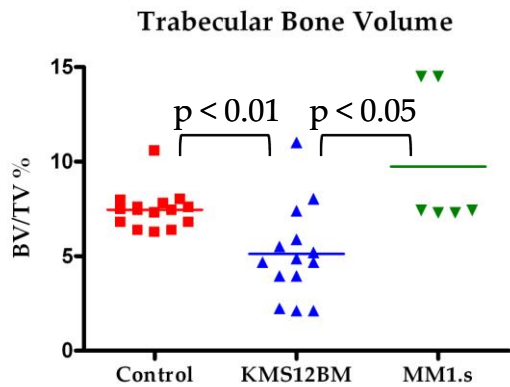 Trabecular Bone Volume
15
p < 0.01
p < 0.05
10
BV/TV %
5
0
Control
KMS12BM
MM1.s